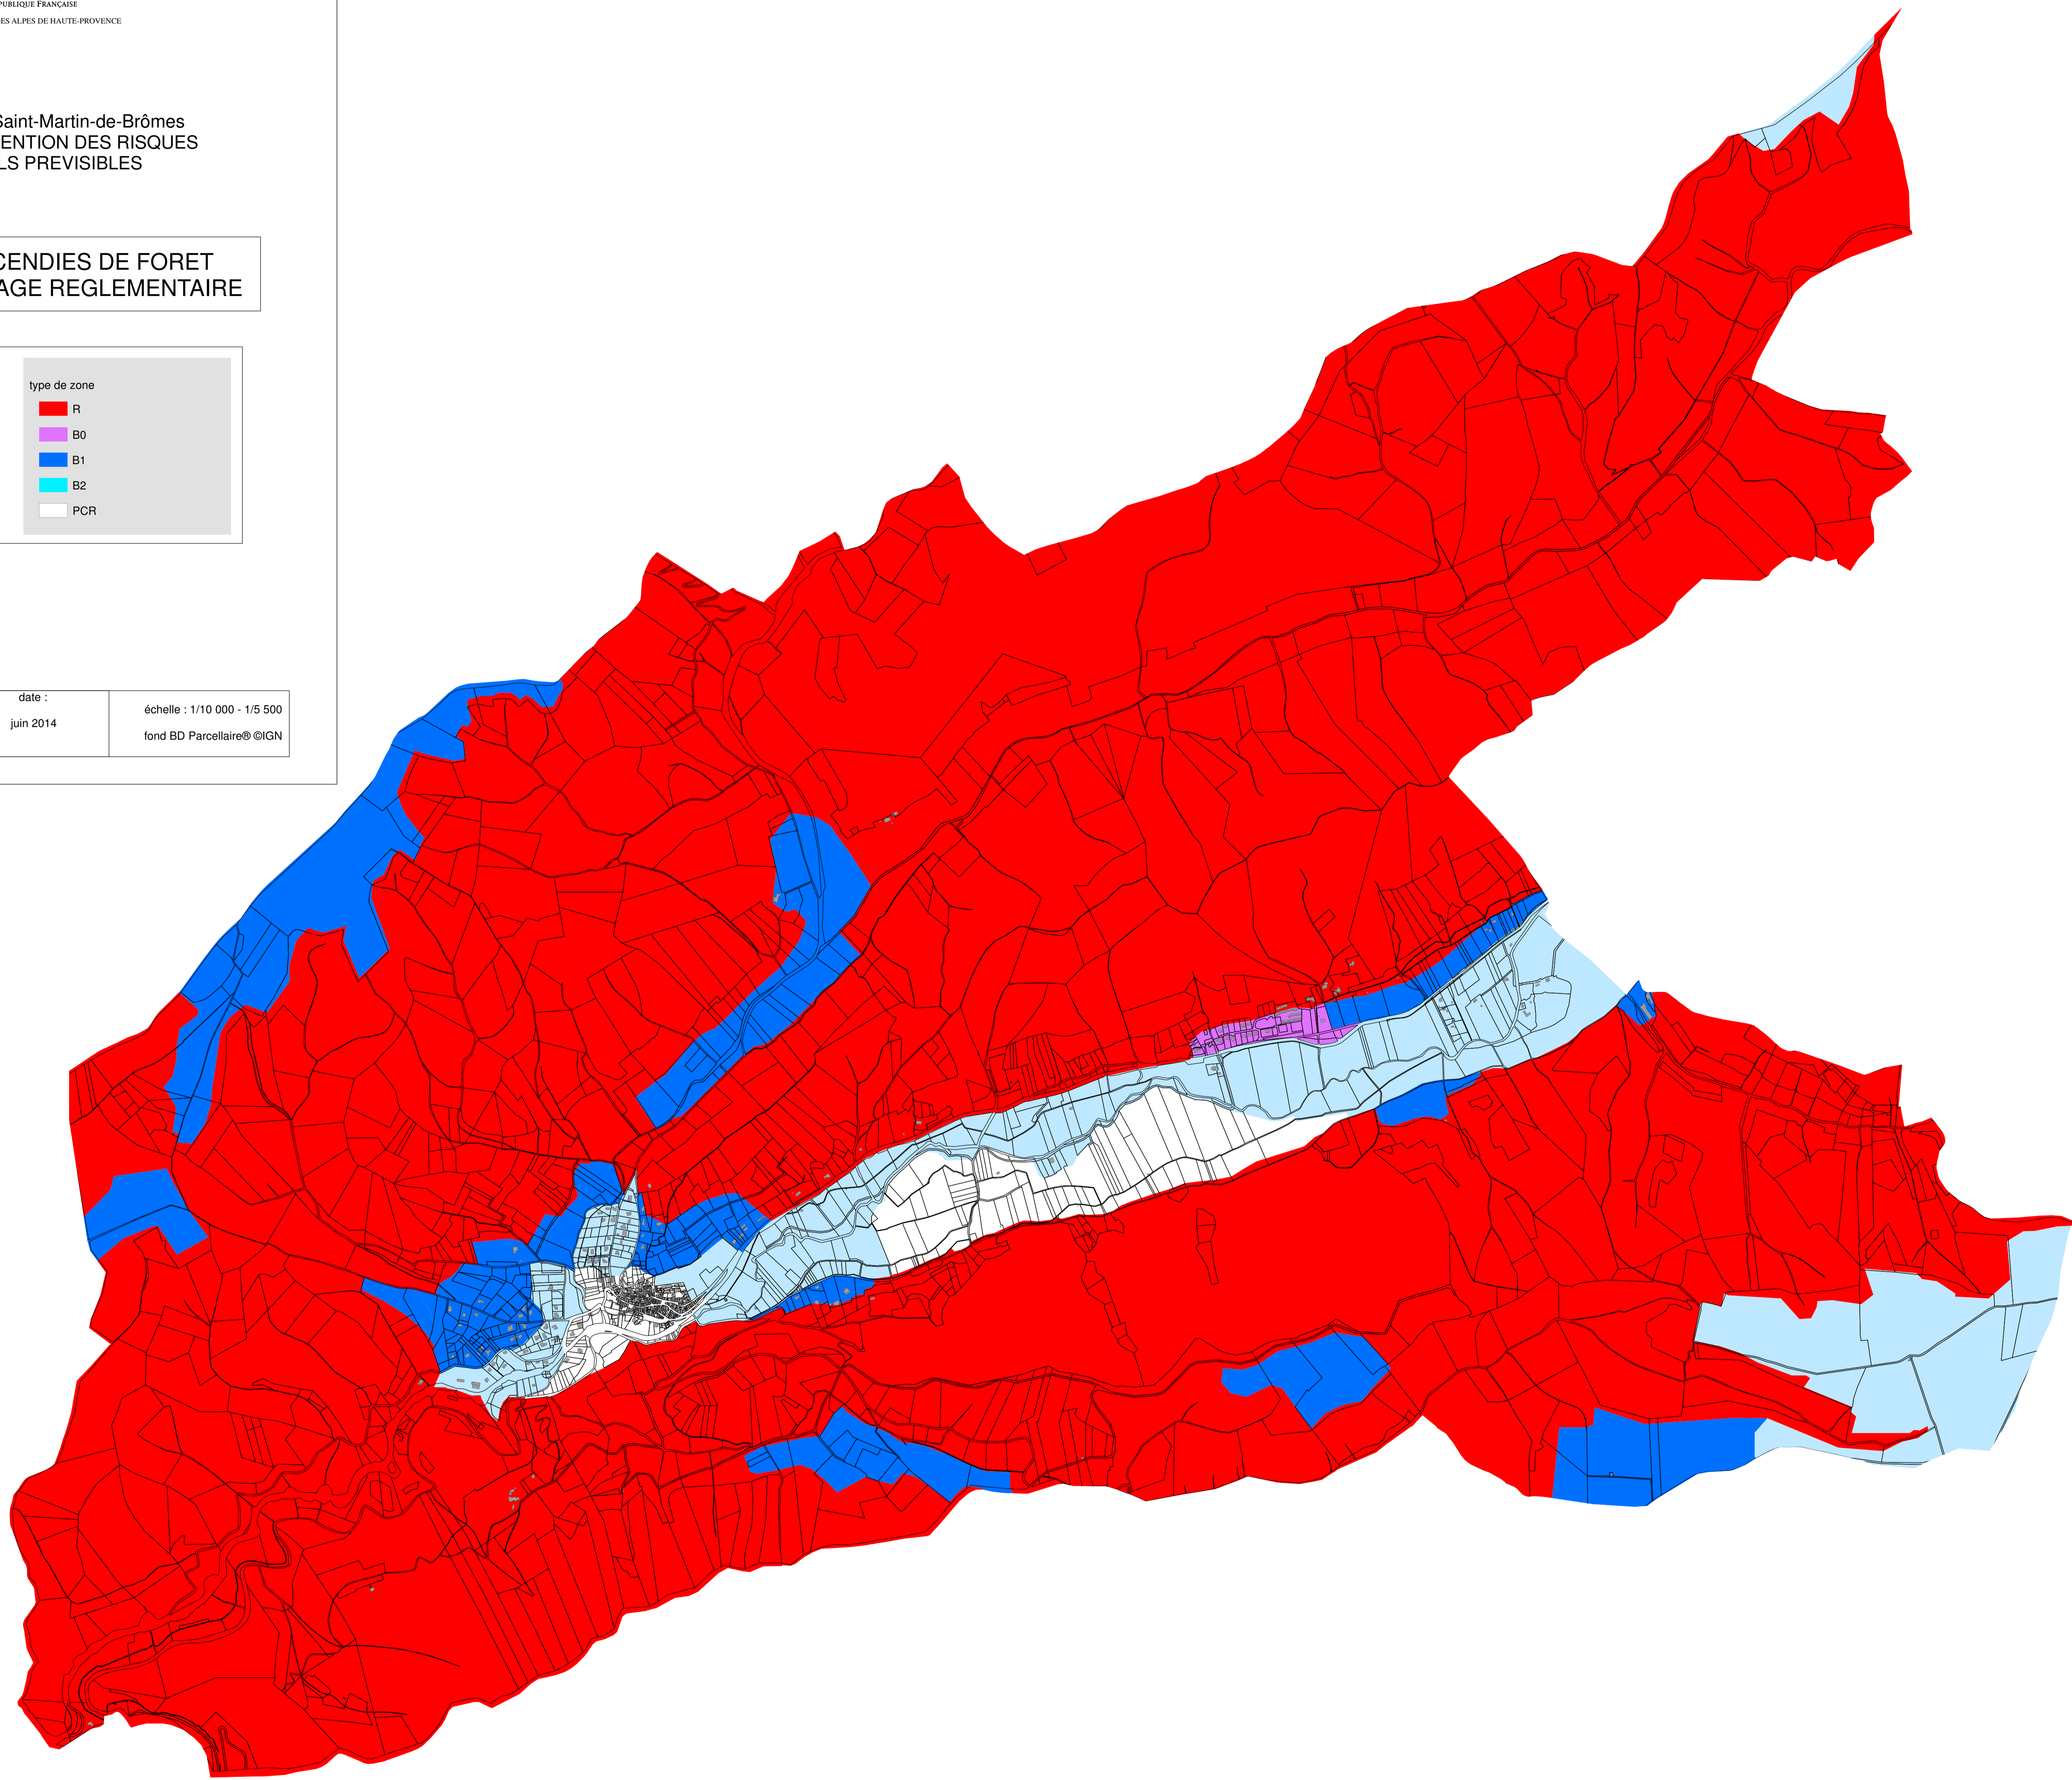 PUBLIQUE FRANÇAISE
DES ALPES DE HAUTE-PROVENCE
Saint-Martin-de-Brômes
ENTION DES RISQUES
LS PREVISIBLES
CENDIES DE FORET
AGE REGLEMENTAIRE
type de zone
R
B0
B1
B2
PCR
date :
juin 2014
échelle : 1/10 000 - 1/5 500
fond BD Parcellaire® ©IGN